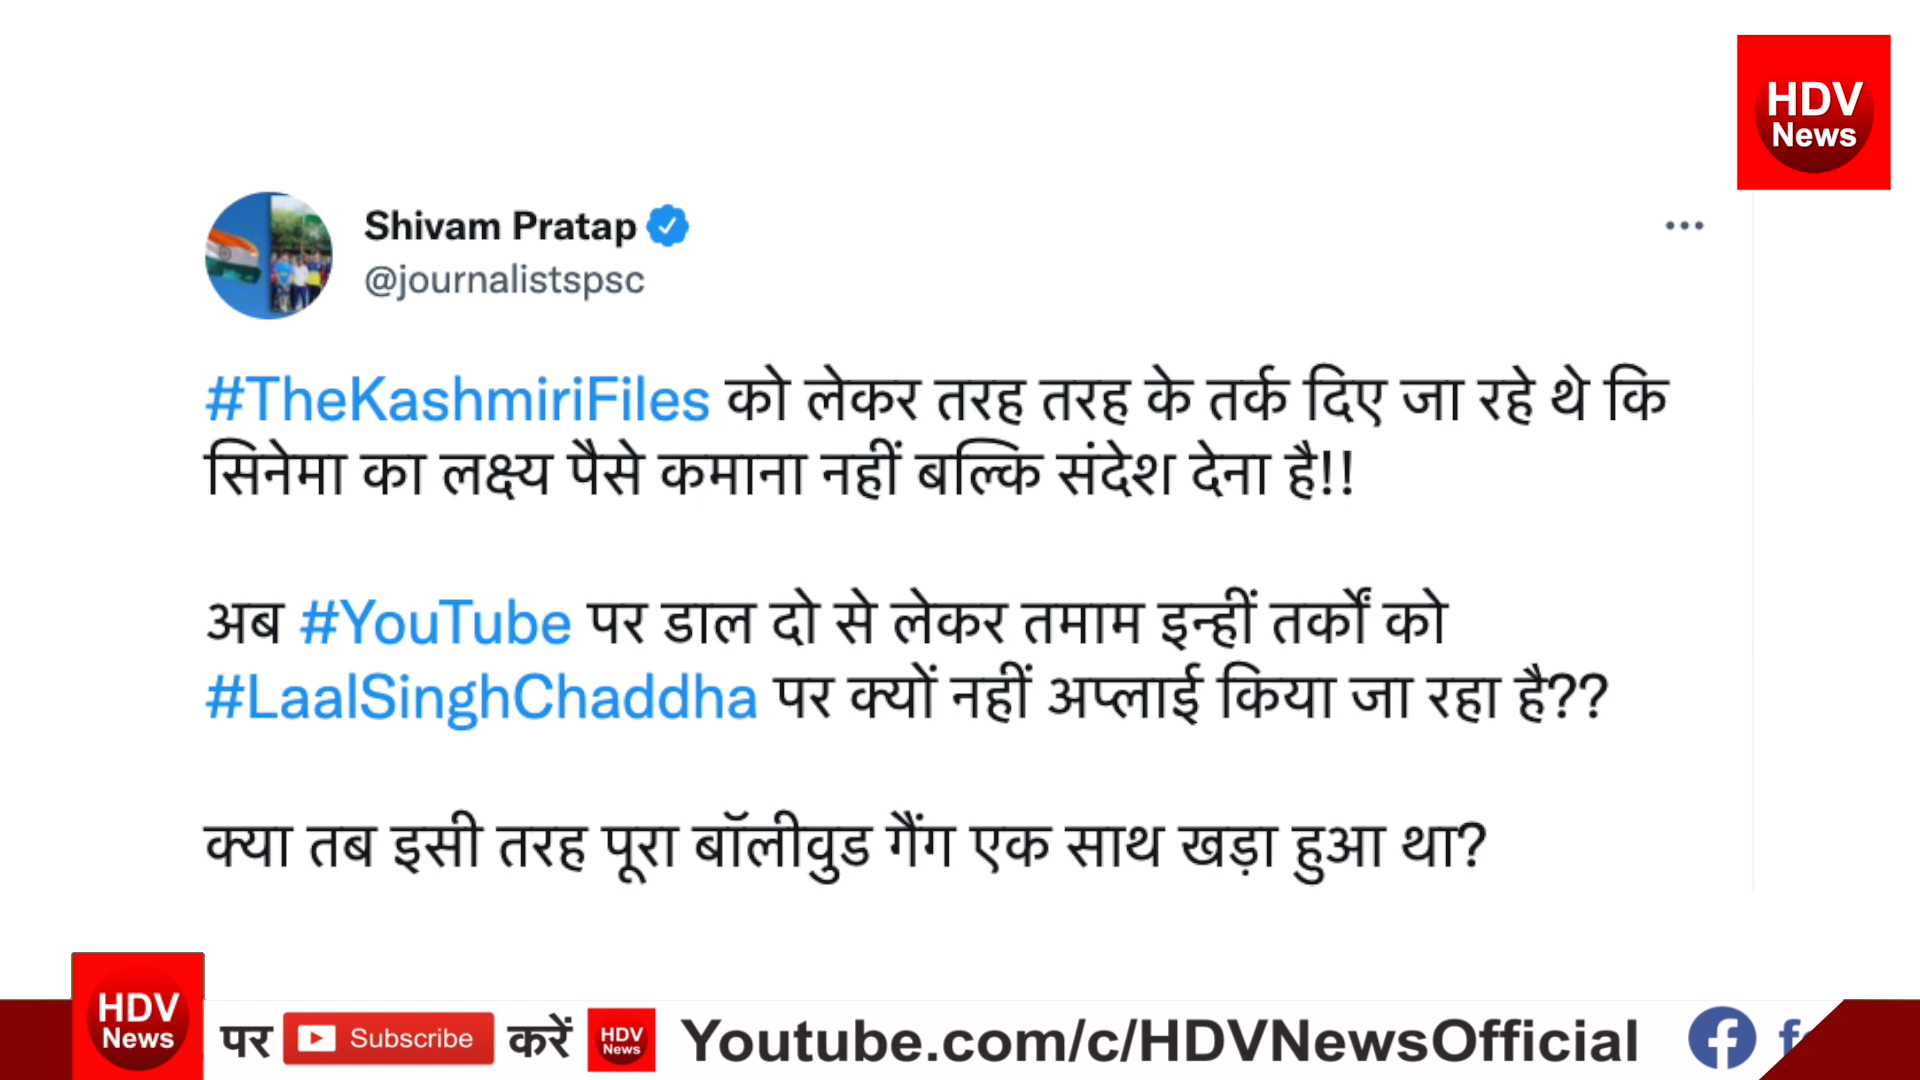 HDV
News
Shivam Pratap
@journalistspsc
#TheKashmiriFiles को लेकर तरह तरह के तर्क दिए जा रहे थे कि
सिनेमा का लक्ष्य पैसे कमाना नहीं बल्कि संदेश देना है!!
अब #YouTube पर डाल दो से लेकर तमाम इन्हीं तर्कों को
#LaalSinghChaddha पर क्यों नहीं अप्लाई किया जा रहा है??
क्या तब इसी तरह पूरा बॉलीवुड गैंग एक साथ खड़ा हुआ था?
HDV
News
पर Subscribe करें HDV News Youtube.com/c/HDVNewsOfficial